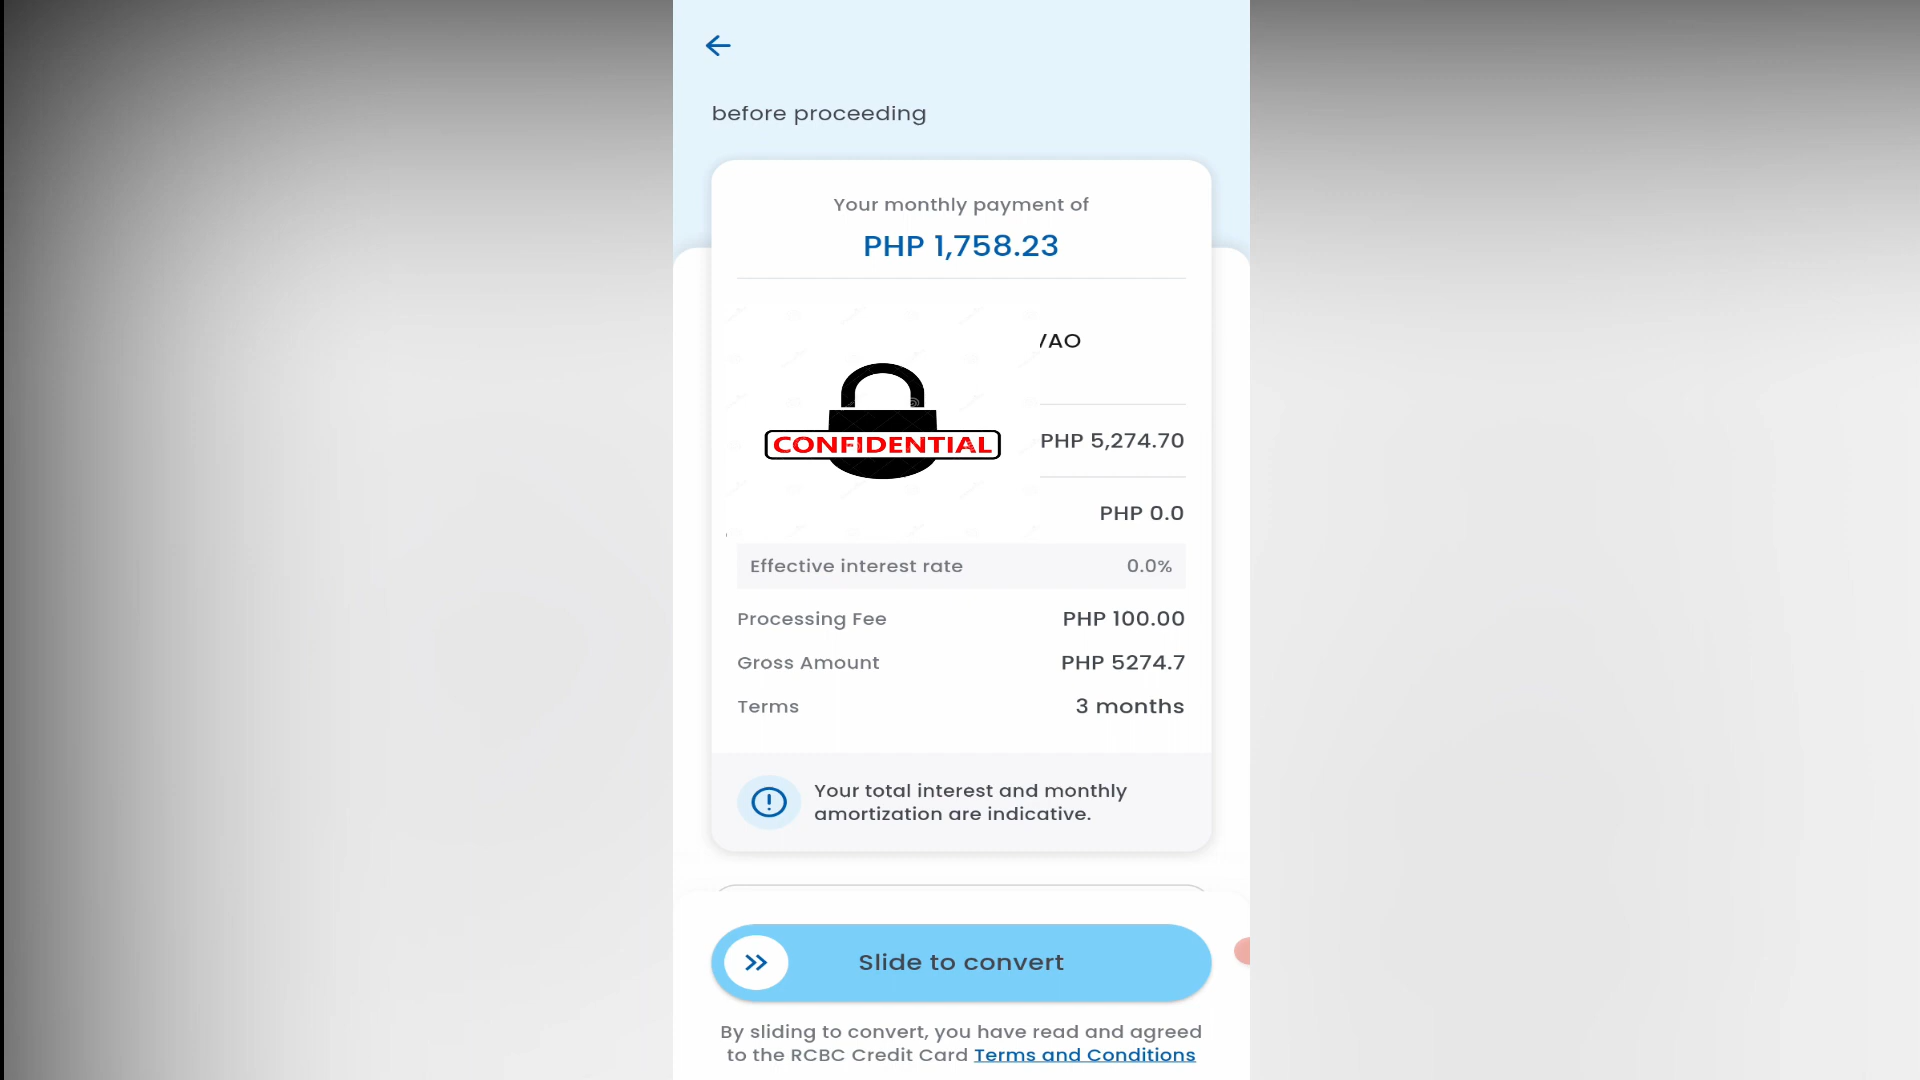 before proceeding
Your monthly payment of
PHP 1,758.23
VAO
CONFIDENTIAL
PHP 5,274.70
PHP 0.0
Effective interest rate 0.0%
Processing Fee PHP 100.00
Gross Amount PHP 5274.7
Terms 3 months
Your total interest and monthly
amortization are indicative.
Slide to convert
By sliding to convert, you have read and agreed
to the RCBC Credit Card Terms and Conditions